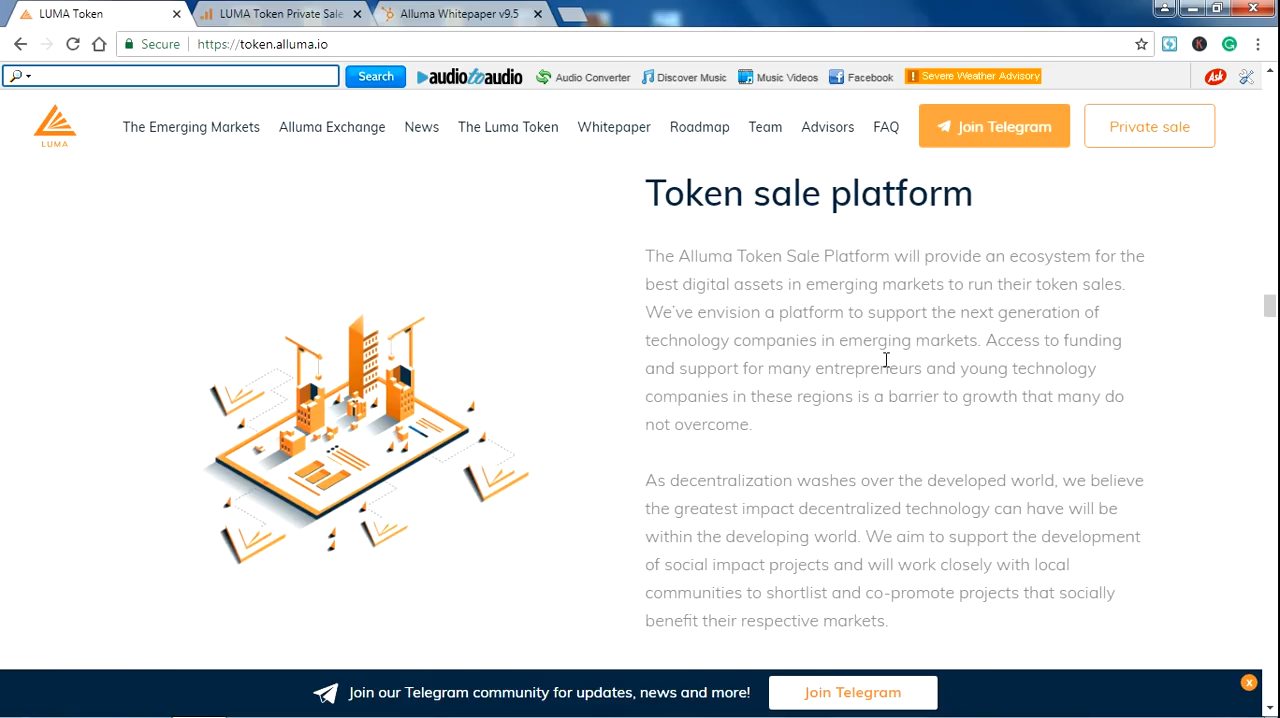 LUMA Token
LUMA Token Private Sale
Alluma Whitepaper v9.5
Secure
https://token.alluma.io
Search
audiotoaudio
Audio Converter
Discover Music
Music Videos
Facebook
! Severe Weather Advisory
Ask
LUMA
The Emerging Markets
Alluma Exchange
News
The Luma Token
Whitepaper
Roadmap
Team
Advisors
FAQ
Join Telegram
Private sale
Token sale platform
The Alluma Token Sale Platform will provide an ecosystem for the
best digital assets in emerging markets to run their token sales.
We've envision a platform to support the next generation of
technology companies in emerging markets. Access to funding
and support for many entrepreneurs and young technology
companies in these regions is a barrier to growth that many do
not overcome.
As decentralization washes over the developed world, we believe
the greatest impact decentralized technology can have will be
within the developing world. We aim to support the development
of social impact projects and will work closely with local
communities to shortlist and co-promote projects that socially
benefit their respective markets.
Join our Telegram community for updates, news and more!
Join Telegram